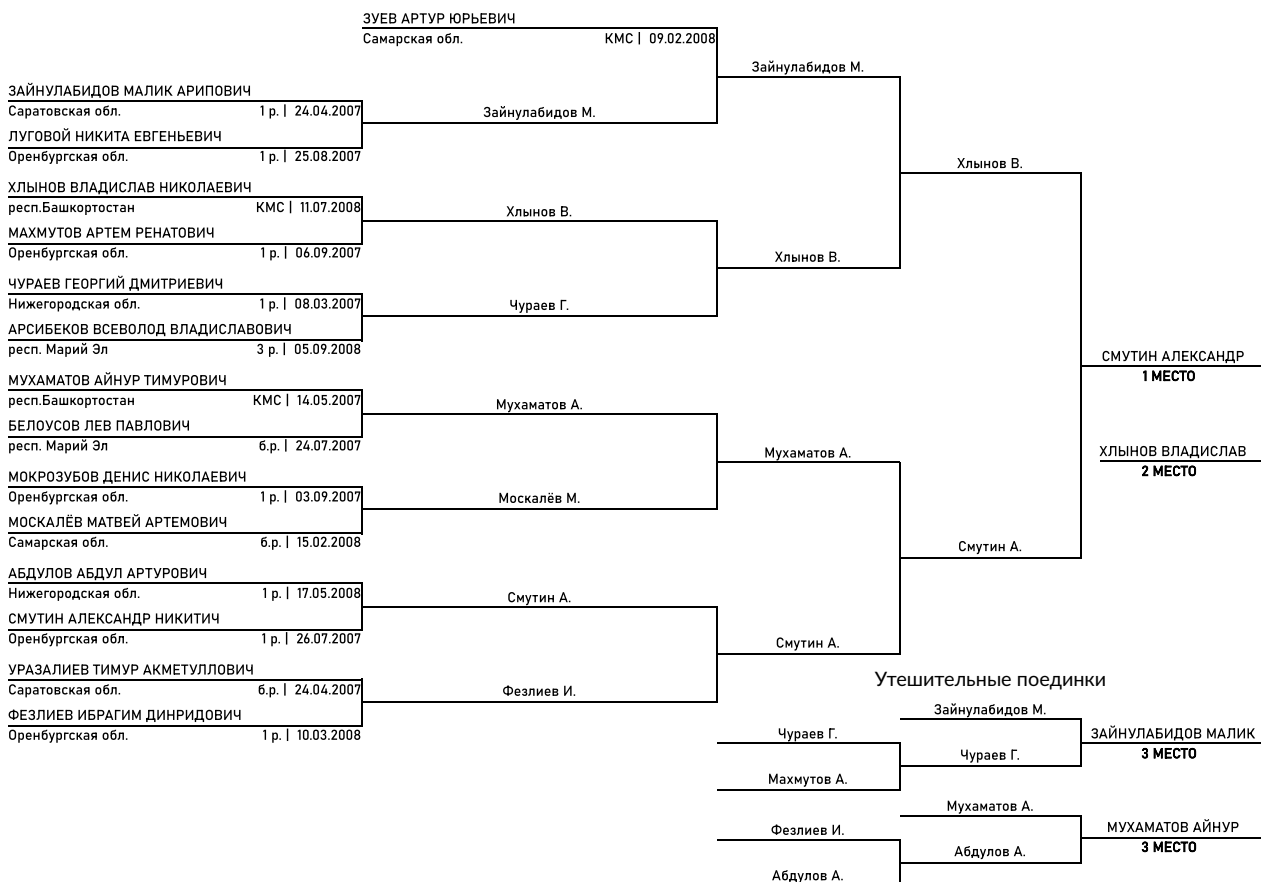 ЗУЕВ АРТУР ЮРЬЕВИЧ
Самарская обл. КМС | 09.02.2008
Зайнулабидов М.
ЗАЙНУЛАБИДОВ МАЛИК АРИПОВИЧ
Саратовская обл. 1 р. | 24.04.2007
Зайнулабидов М.
ЛУГОВОЙ НИКИТА ЕВГЕНЬЕВИЧ
Оренбургская обл. 1 р. | 25.08.2007
Хлынов В.
ХЛЫНОВ ВЛАДИСЛАВ НИКОЛАЕВИЧ
респ.Башкортостан КМС | 11.07.2008
Хлынов В.
МАХМУТОВ АРТЕМ РЕНАТОВИЧ
Оренбургская обл. 1 р. | 06.09.2007
Хлынов В.
ЧУРАЕВ ГЕОРГИЙ ДМИТРИЕВИЧ
Нижегородская обл. 1 р. | 08.03.2007
Чураев Г.
АРСИБЕКОВ ВСЕВОЛОД ВЛАДИСЛАВОВИЧ
респ. Марий Эл 3 р. | 05.09.2008
СМУТИН АЛЕКСАНДР
1 МЕСТО
МУХАМАТОВ АЙНУР ТИМУРОВИЧ
респ.Башкортостан КМС | 14.05.2007
Мухаматов А.
БЕЛОУСОВ ЛЕВ ПАВЛОВИЧ
респ. Марий Эл б.р. | 24.07.2007
Мухаматов А.
ХЛЫНОВ ВЛАДИСЛАВ
2 МЕСТО
МОКРОЗУБОВ ДЕНИС НИКОЛАЕВИЧ
Оренбургская обл. 1 р. | 03.09.2007
Москалёв М.
МОСКАЛЁВ МАТВЕЙ АРТЕМОВИЧ
Самарская обл. б.р. | 15.02.2008
Смутин А.
АБДУЛОВ АБДУЛ АРТУРОВИЧ
Нижегородская обл. 1 р. | 17.05.2008
Смутин А.
СМУТИН АЛЕКСАНДР НИКИТИЧ
Оренбургская обл. 1 р. | 26.07.2007
Смутин А.
УРАЗАЛИЕВ ТИМУР АКМЕТУЛЛОВИЧ
Саратовская обл. б.р. | 24.04.2007
Фезлиев И.
ФЕЗЛИЕВ ИБРАГИМ ДИНРИДОВИЧ
Оренбургская обл. 1 р. | 10.03.2008
Утешительные поединки
Зайнулабидов М.
Чураев Г.
ЗАЙНУЛАБИДОВ МАЛИК
3 МЕСТО
Чураев Г.
Махмутов А.
Мухаматов А.
Фезлиев И.
МУХАМАТОВ АЙНУР
3 МЕСТО
Абдулов А.
Абдулов А.